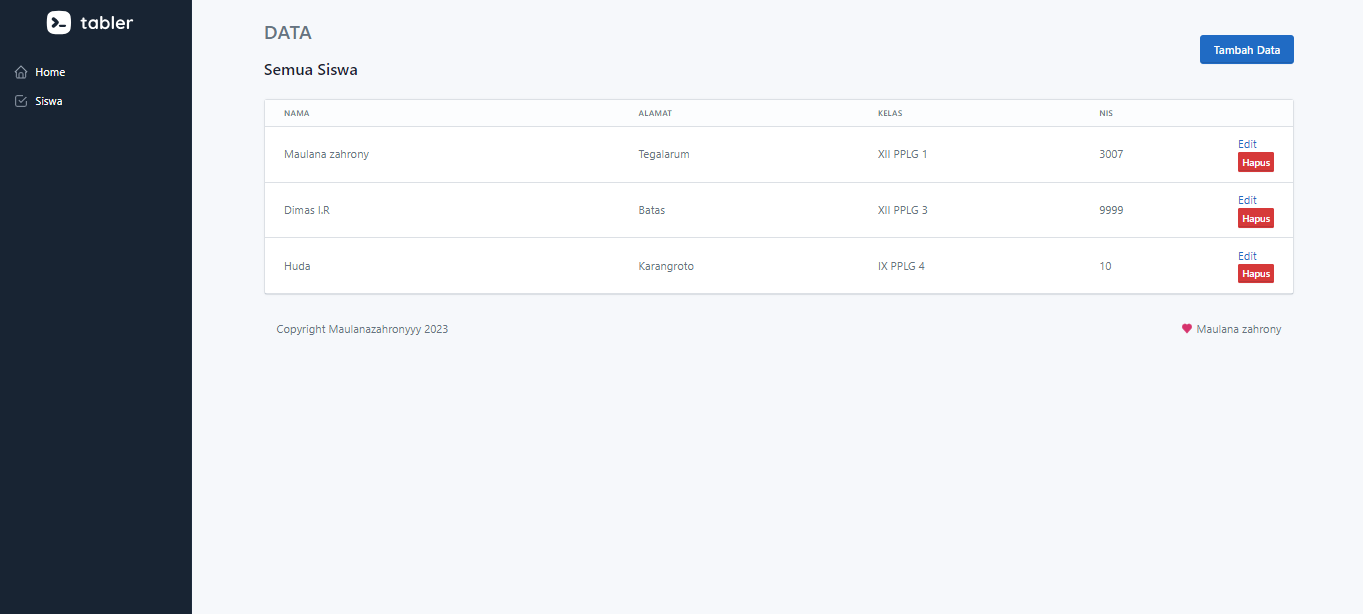 tabler
Home
Siswa
DATA
Semua Siswa
Tambah Data
NAMA ALAMAT KELAS NIS
Maulana zahrony Tegalarum XII PPLG 1 3007 Edit
Hapus
Dimas I.R Batas XII PPLG 3 9999 Edit
Hapus
Huda Karangroto IX PPLG 4 10 Edit
Hapus
Copyright Maulanazahronyyy 2023 Maulana zahrony